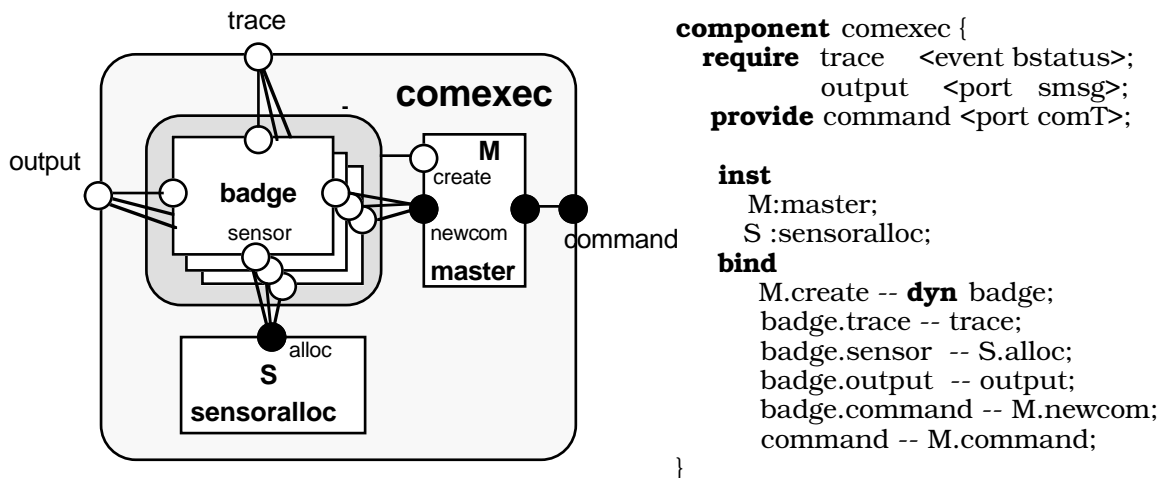 trace
comexec
-
output
badge
sensor
M
create
newcom
master
command
alloc
S
sensoralloc
component comexec {
require trace <event bstatus>;
output <port smsg>;
provide command <port comT>;
inst
M:master;
S :sensoralloc;
bind
M.create -- dyn badge;
badge.trace -- trace;
badge.sensor -- S.alloc;
badge.output -- output;
badge.command -- M.newcom;
command -- M.command;
}